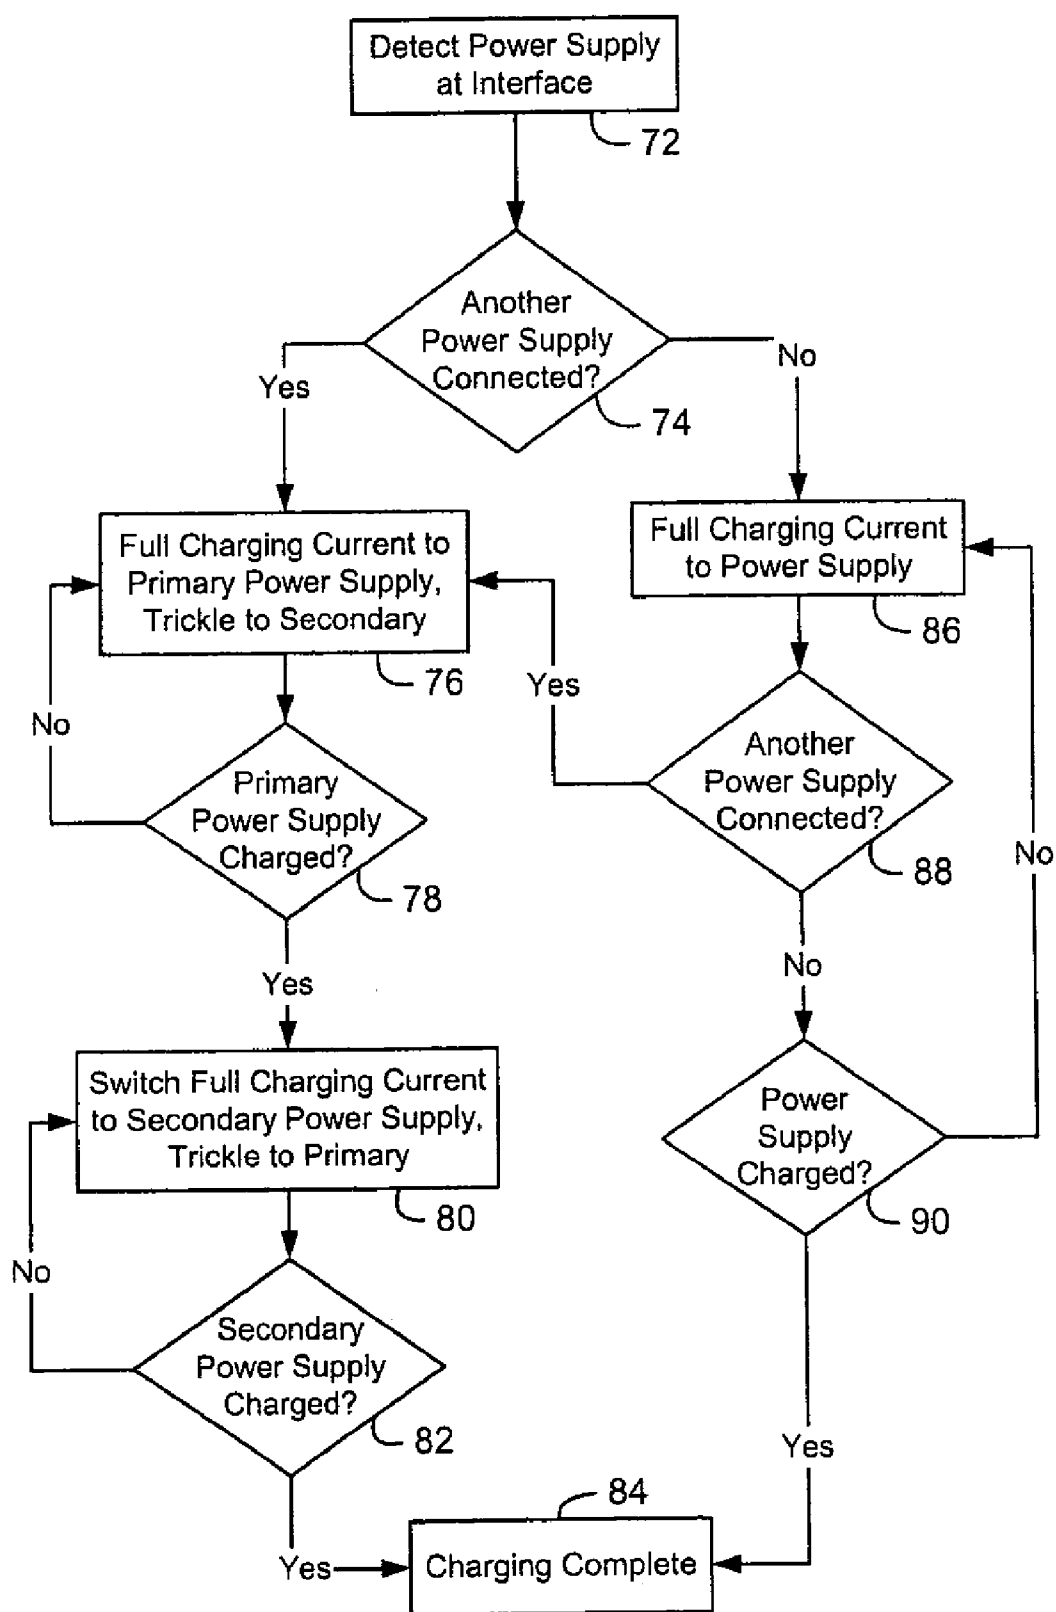 Detect Power Supply
at Interface
72
Another
Power Supply
Connected?
74
Yes
No
Full Charging Current to
Primary Power Supply,
Trickle to Secondary
76
Full Charging Current
to Power Supply
86
No
Yes
Primary
Power Supply
Charged?
78
Another
Power Supply
Connected?
88
No
Yes
No
Switch Full Charging Current
to Secondary Power Supply,
Trickle to Primary
80
Power
Supply
Charged?
90
No
Secondary
Power Supply
Charged?
82
Yes
84
Yes
Charging Complete